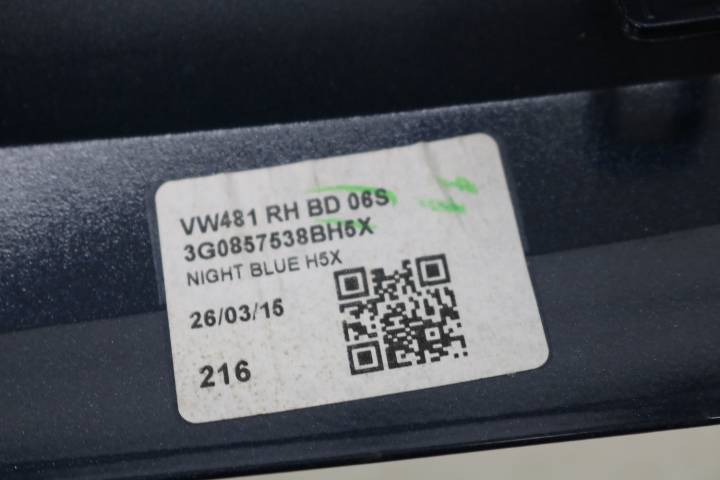 VW481 RH BD 06S
3G0857538BH5X
NIGHT BLUE H5X
26/03/15
216